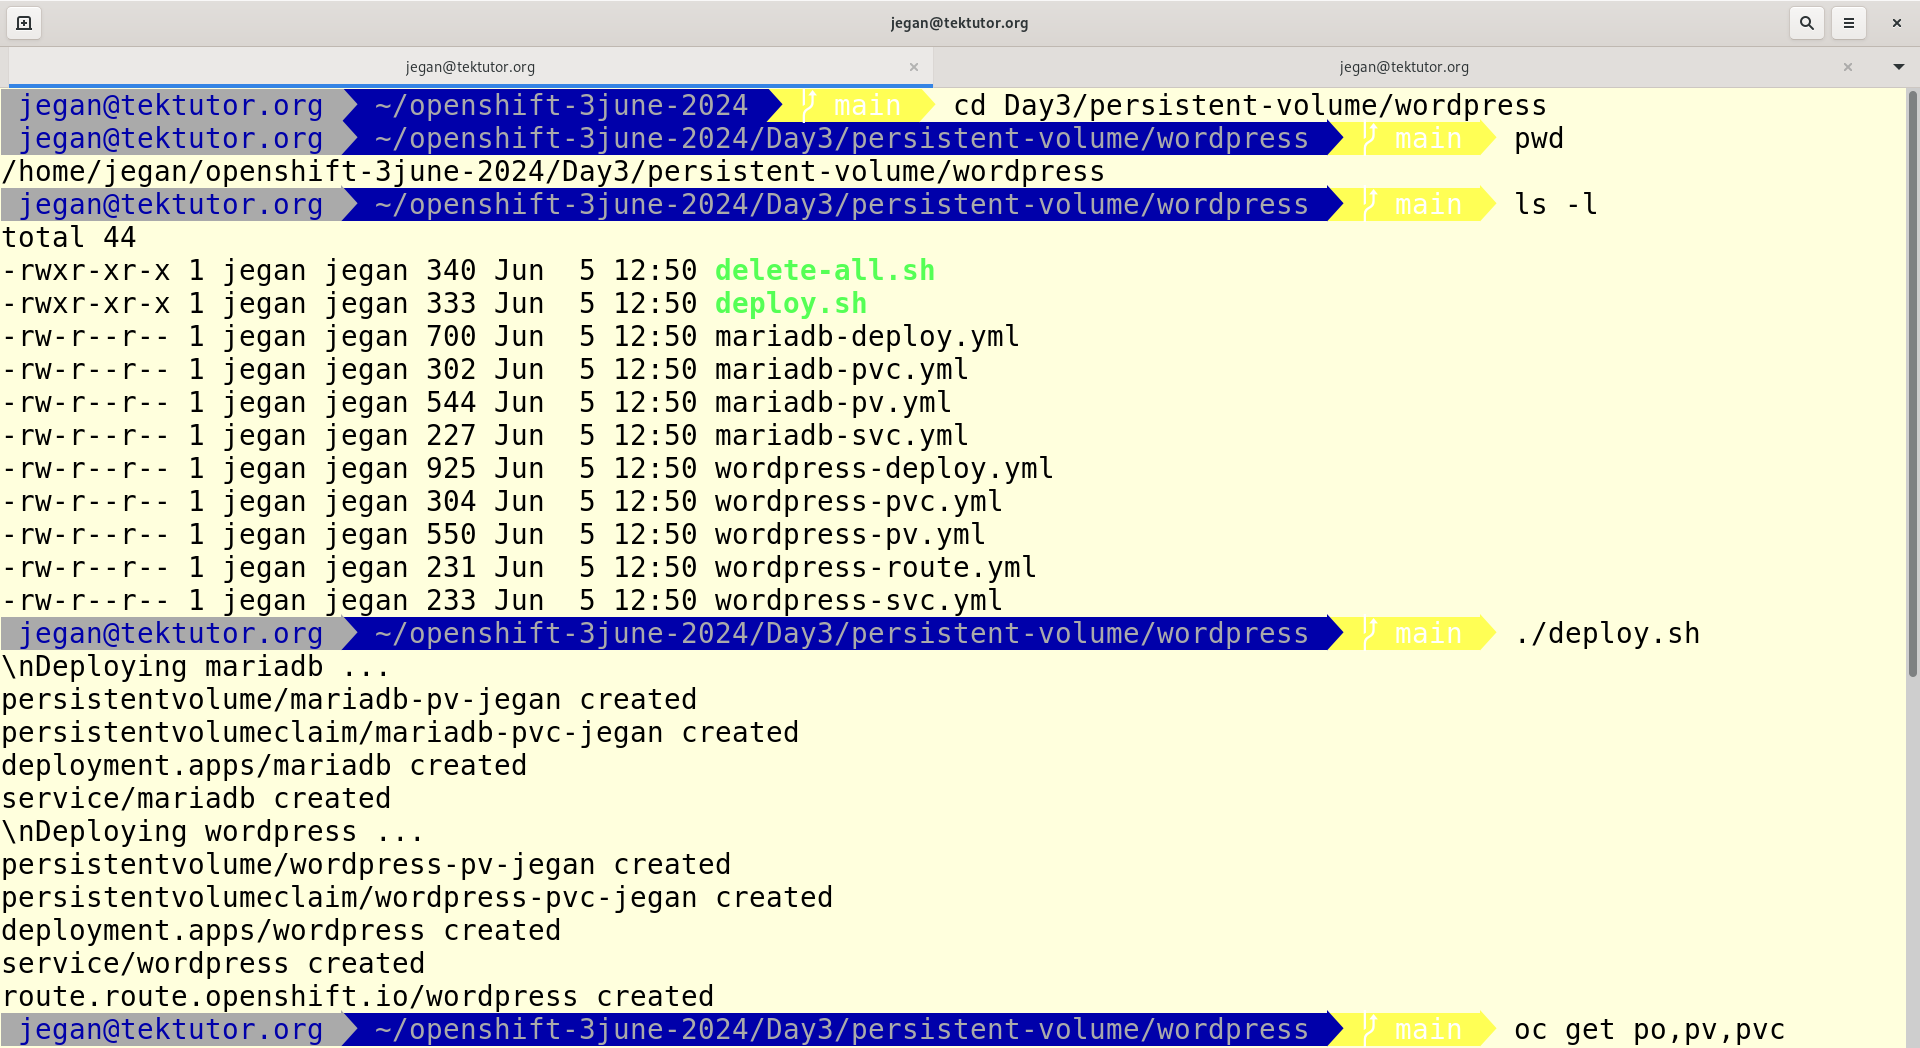 jegan@tektutor.org
jegan@tektutor.org jegan@tektutor.org
jegan@tektutor.org ~/openshift-3june-2024 main cd Day3/persistent-volume/wordpress
jegan@tektutor.org ~/openshift-3june-2024/Day3/persistent-volume/wordpress main pwd
/home/jegan/openshift-3june-2024/Day3/persistent-volume/wordpress
jegan@tektutor.org ~/openshift-3june-2024/Day3/persistent-volume/wordpress main ls -l
total 44
-rwxr-xr-x 1 jegan jegan 340 Jun  5 12:50 delete-all.sh
-rwxr-xr-x 1 jegan jegan 333 Jun  5 12:50 deploy.sh
-rw-r--r-- 1 jegan jegan 700 Jun  5 12:50 mariadb-deploy.yml
-rw-r--r-- 1 jegan jegan 302 Jun  5 12:50 mariadb-pvc.yml
-rw-r--r-- 1 jegan jegan 544 Jun  5 12:50 mariadb-pv.yml
-rw-r--r-- 1 jegan jegan 227 Jun  5 12:50 mariadb-svc.yml
-rw-r--r-- 1 jegan jegan 925 Jun  5 12:50 wordpress-deploy.yml
-rw-r--r-- 1 jegan jegan 304 Jun  5 12:50 wordpress-pvc.yml
-rw-r--r-- 1 jegan jegan 550 Jun  5 12:50 wordpress-pv.yml
-rw-r--r-- 1 jegan jegan 231 Jun  5 12:50 wordpress-route.yml
-rw-r--r-- 1 jegan jegan 233 Jun  5 12:50 wordpress-svc.yml
jegan@tektutor.org ~/openshift-3june-2024/Day3/persistent-volume/wordpress main ./deploy.sh
\nDeploying mariadb ...
persistentvolume/mariadb-pv-jegan created
persistentvolumeclaim/mariadb-pvc-jegan created
deployment.apps/mariadb created
service/mariadb created
\nDeploying wordpress ...
persistentvolume/wordpress-pv-jegan created
persistentvolumeclaim/wordpress-pvc-jegan created
deployment.apps/wordpress created
service/wordpress created
route.route.openshift.io/wordpress created
jegan@tektutor.org ~/openshift-3june-2024/Day3/persistent-volume/wordpress main oc get po,pv,pvc